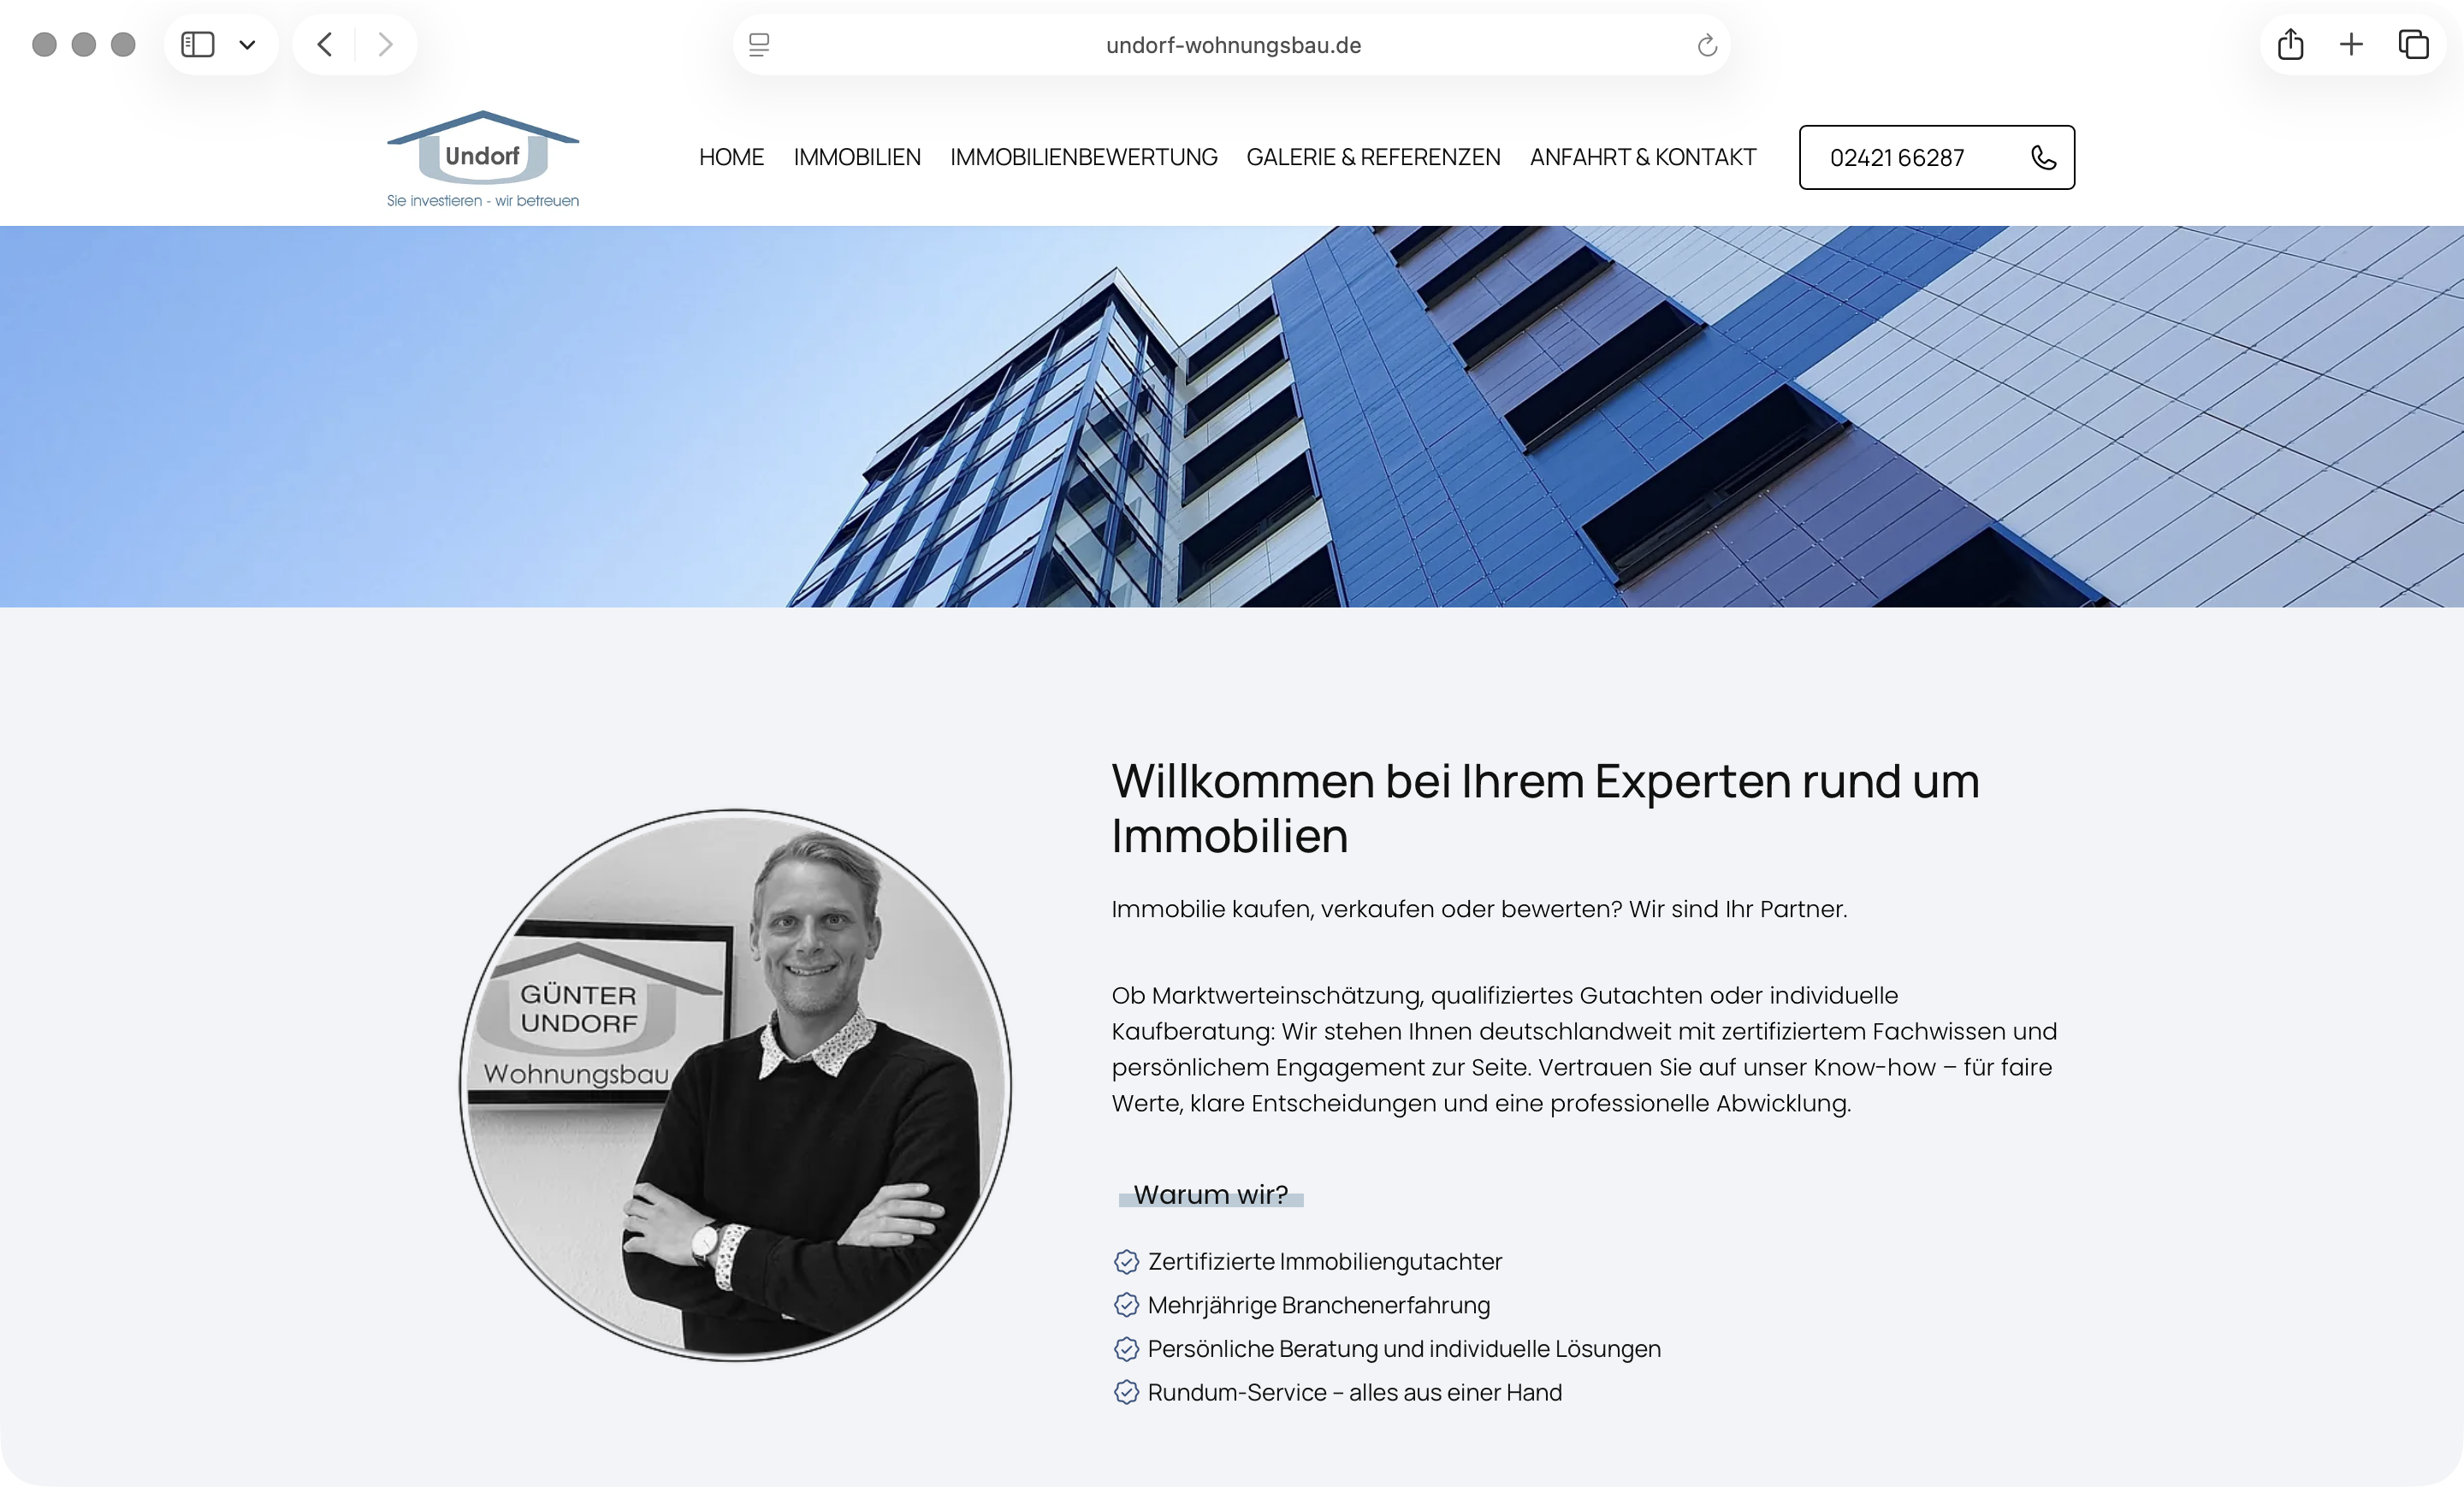 undorf-wohnungsbau.de
Undorf
Sie investieren - wir betreuen
HOME
IMMOBILIEN
IMMOBILIENBEWERTUNG
GALERIE & REFERENZEN
ANFAHRT & KONTAKT
02421 66287
Willkommen bei Ihrem Experten rund um
Immobilien
Immobilie kaufen, verkaufen oder bewerten? Wir sind Ihr Partner.
Ob Marktwerteinschätzung, qualifiziertes Gutachten oder individuelle
Kaufberatung: Wir stehen Ihnen deutschlandweit mit zertifiziertem Fachwissen und
persönlichem Engagement zur Seite. Vertrauen Sie auf unser Know-how – für faire
Werte, klare Entscheidungen und eine professionelle Abwicklung.
Warum wir?
Zertifizierte Immobiliengutachter
Mehrjährige Branchenerfahrung
Persönliche Beratung und individuelle Lösungen
Rundum-Service – alles aus einer Hand
GÜNTER
UNDORF
Wohnungsbau